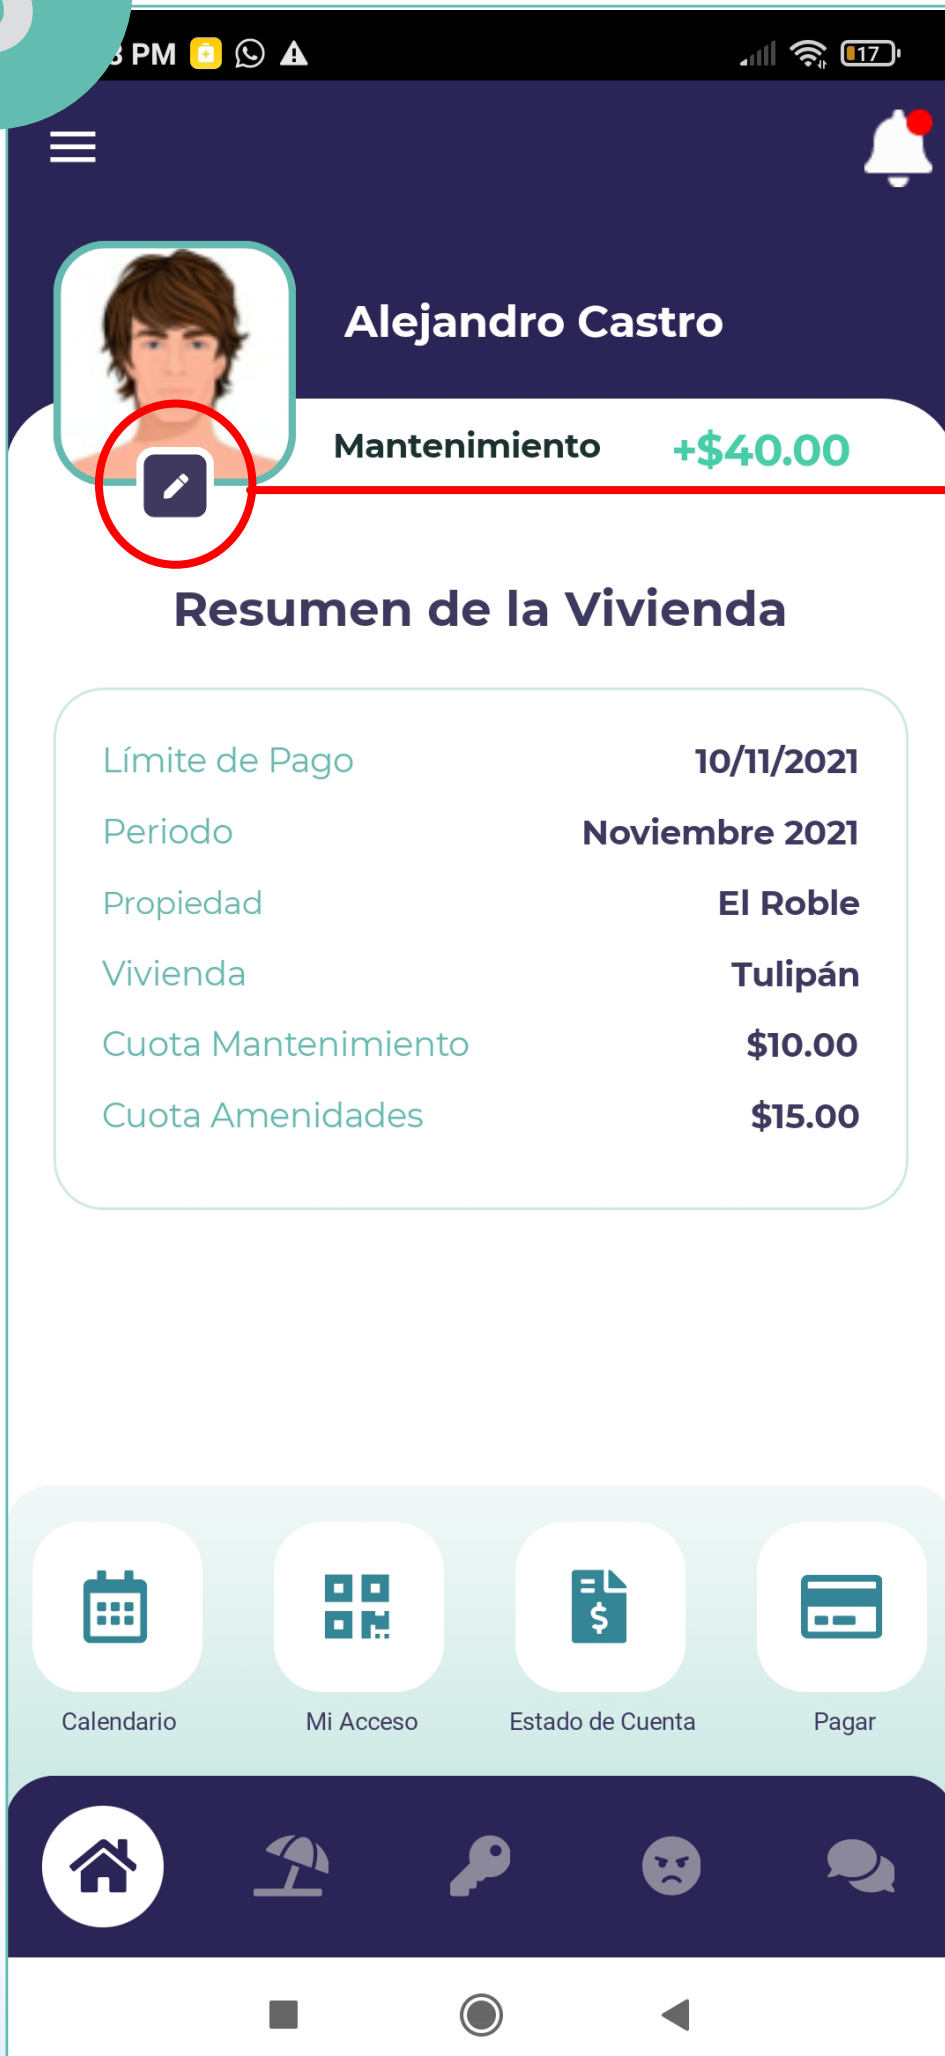 PM
17
Alejandro Castro
Mantenimiento +$40.00
Resumen de la Vivienda
Límite de Pago 10/11/2021
Periodo Noviembre 2021
Propiedad El Roble
Vivienda Tulipán
Cuota Mantenimiento $10.00
Cuota Amenidades $15.00
Calendario Mi Acceso Estado de Cuenta Pagar